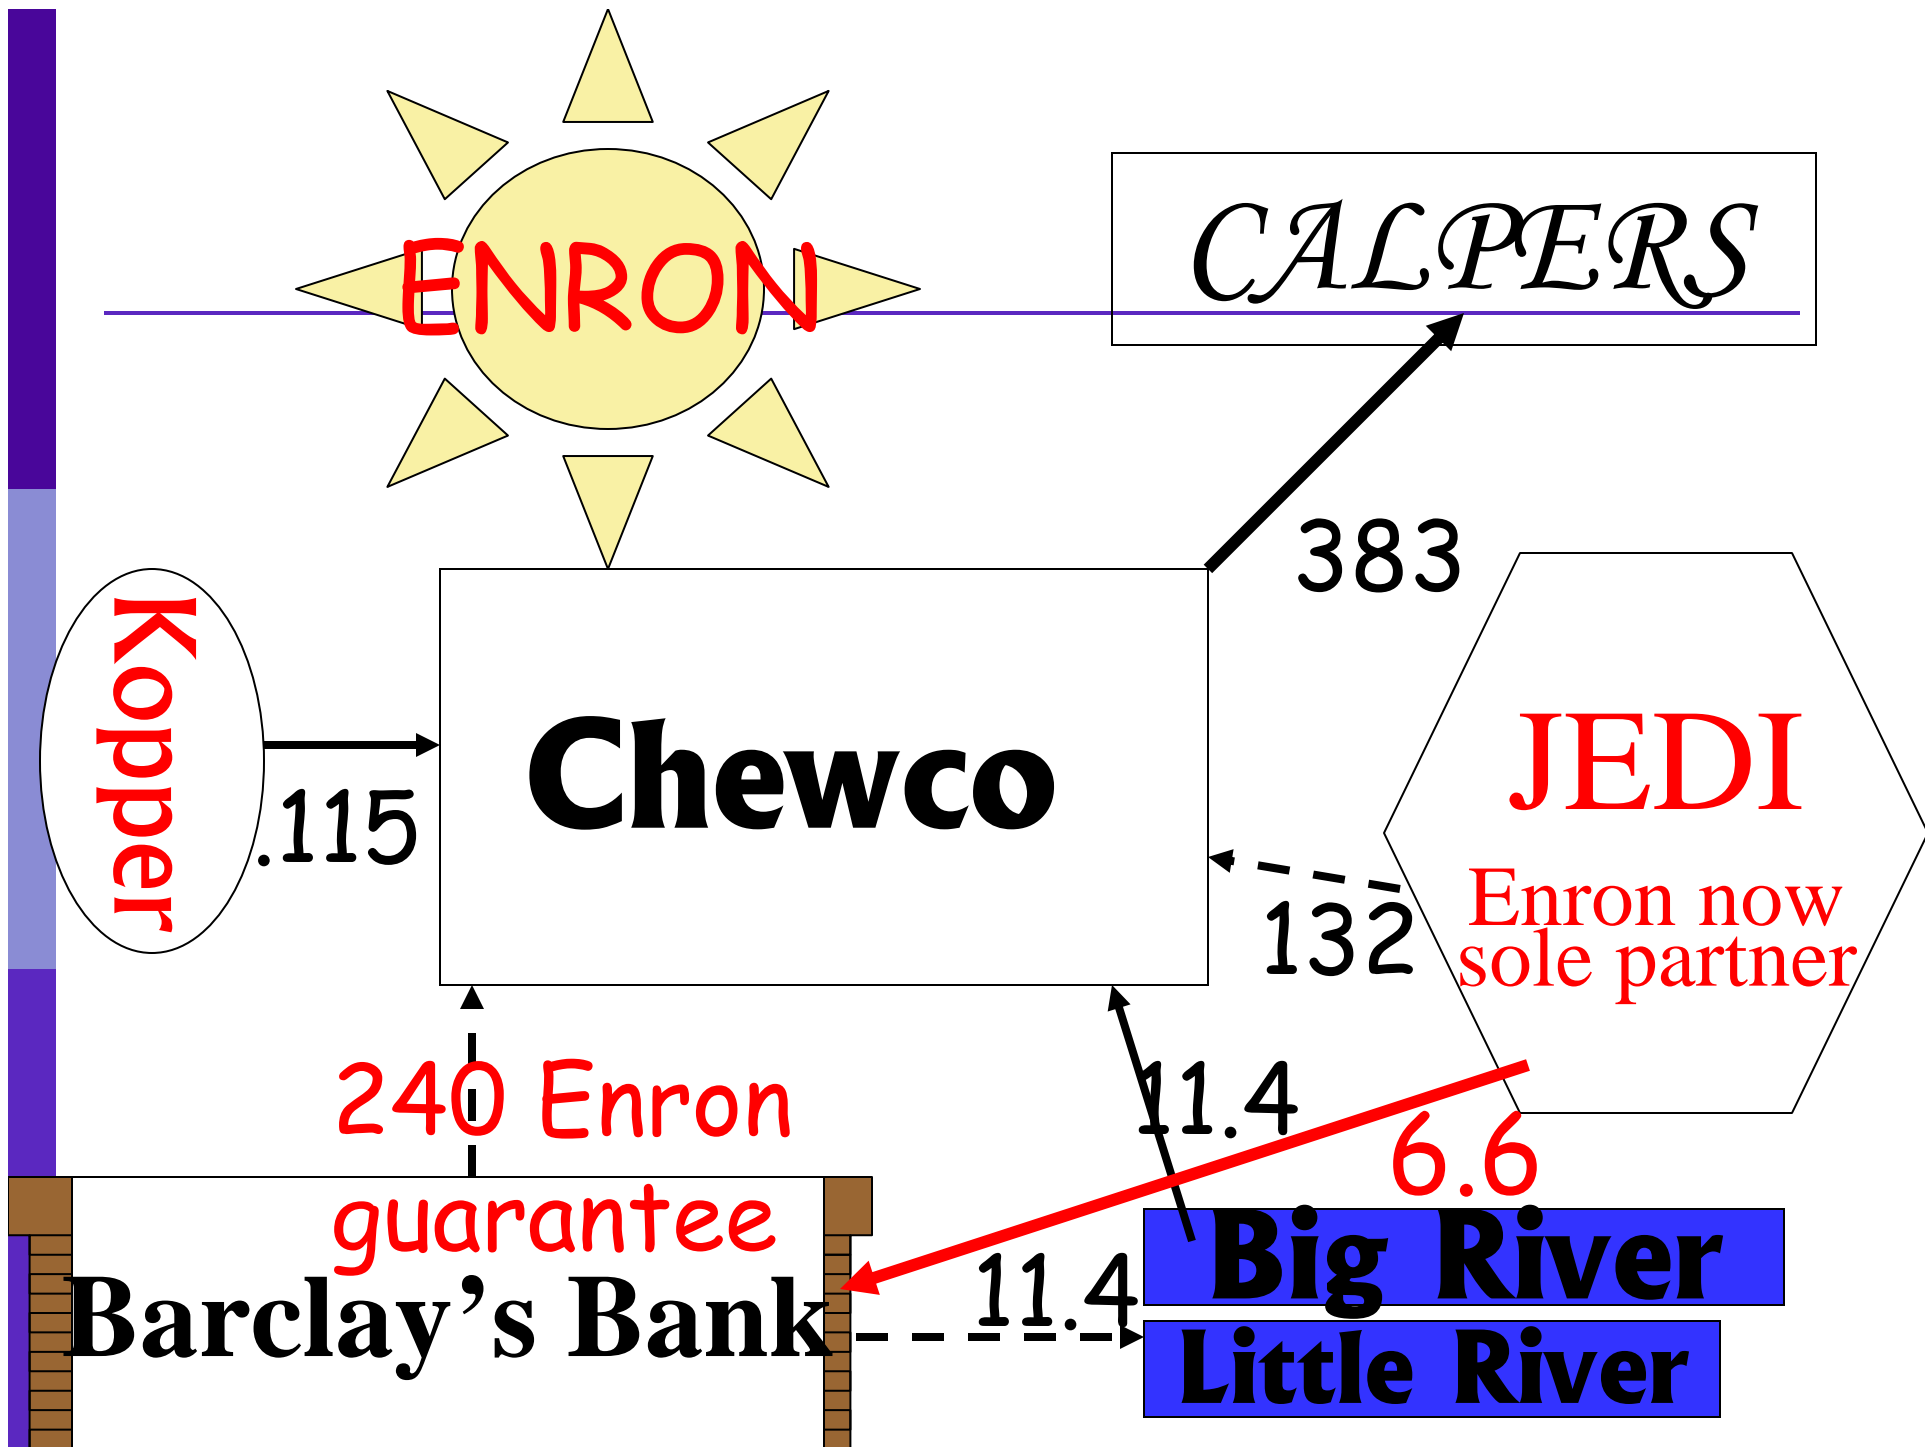 ENRON
CALPERS
383
Kopper
.115
Chewco
JEDI
Enron now
sole partner
132
240 Enron
guarantee
11.4
6.6
Barclay’s Bank
11.4
Big River
Little River